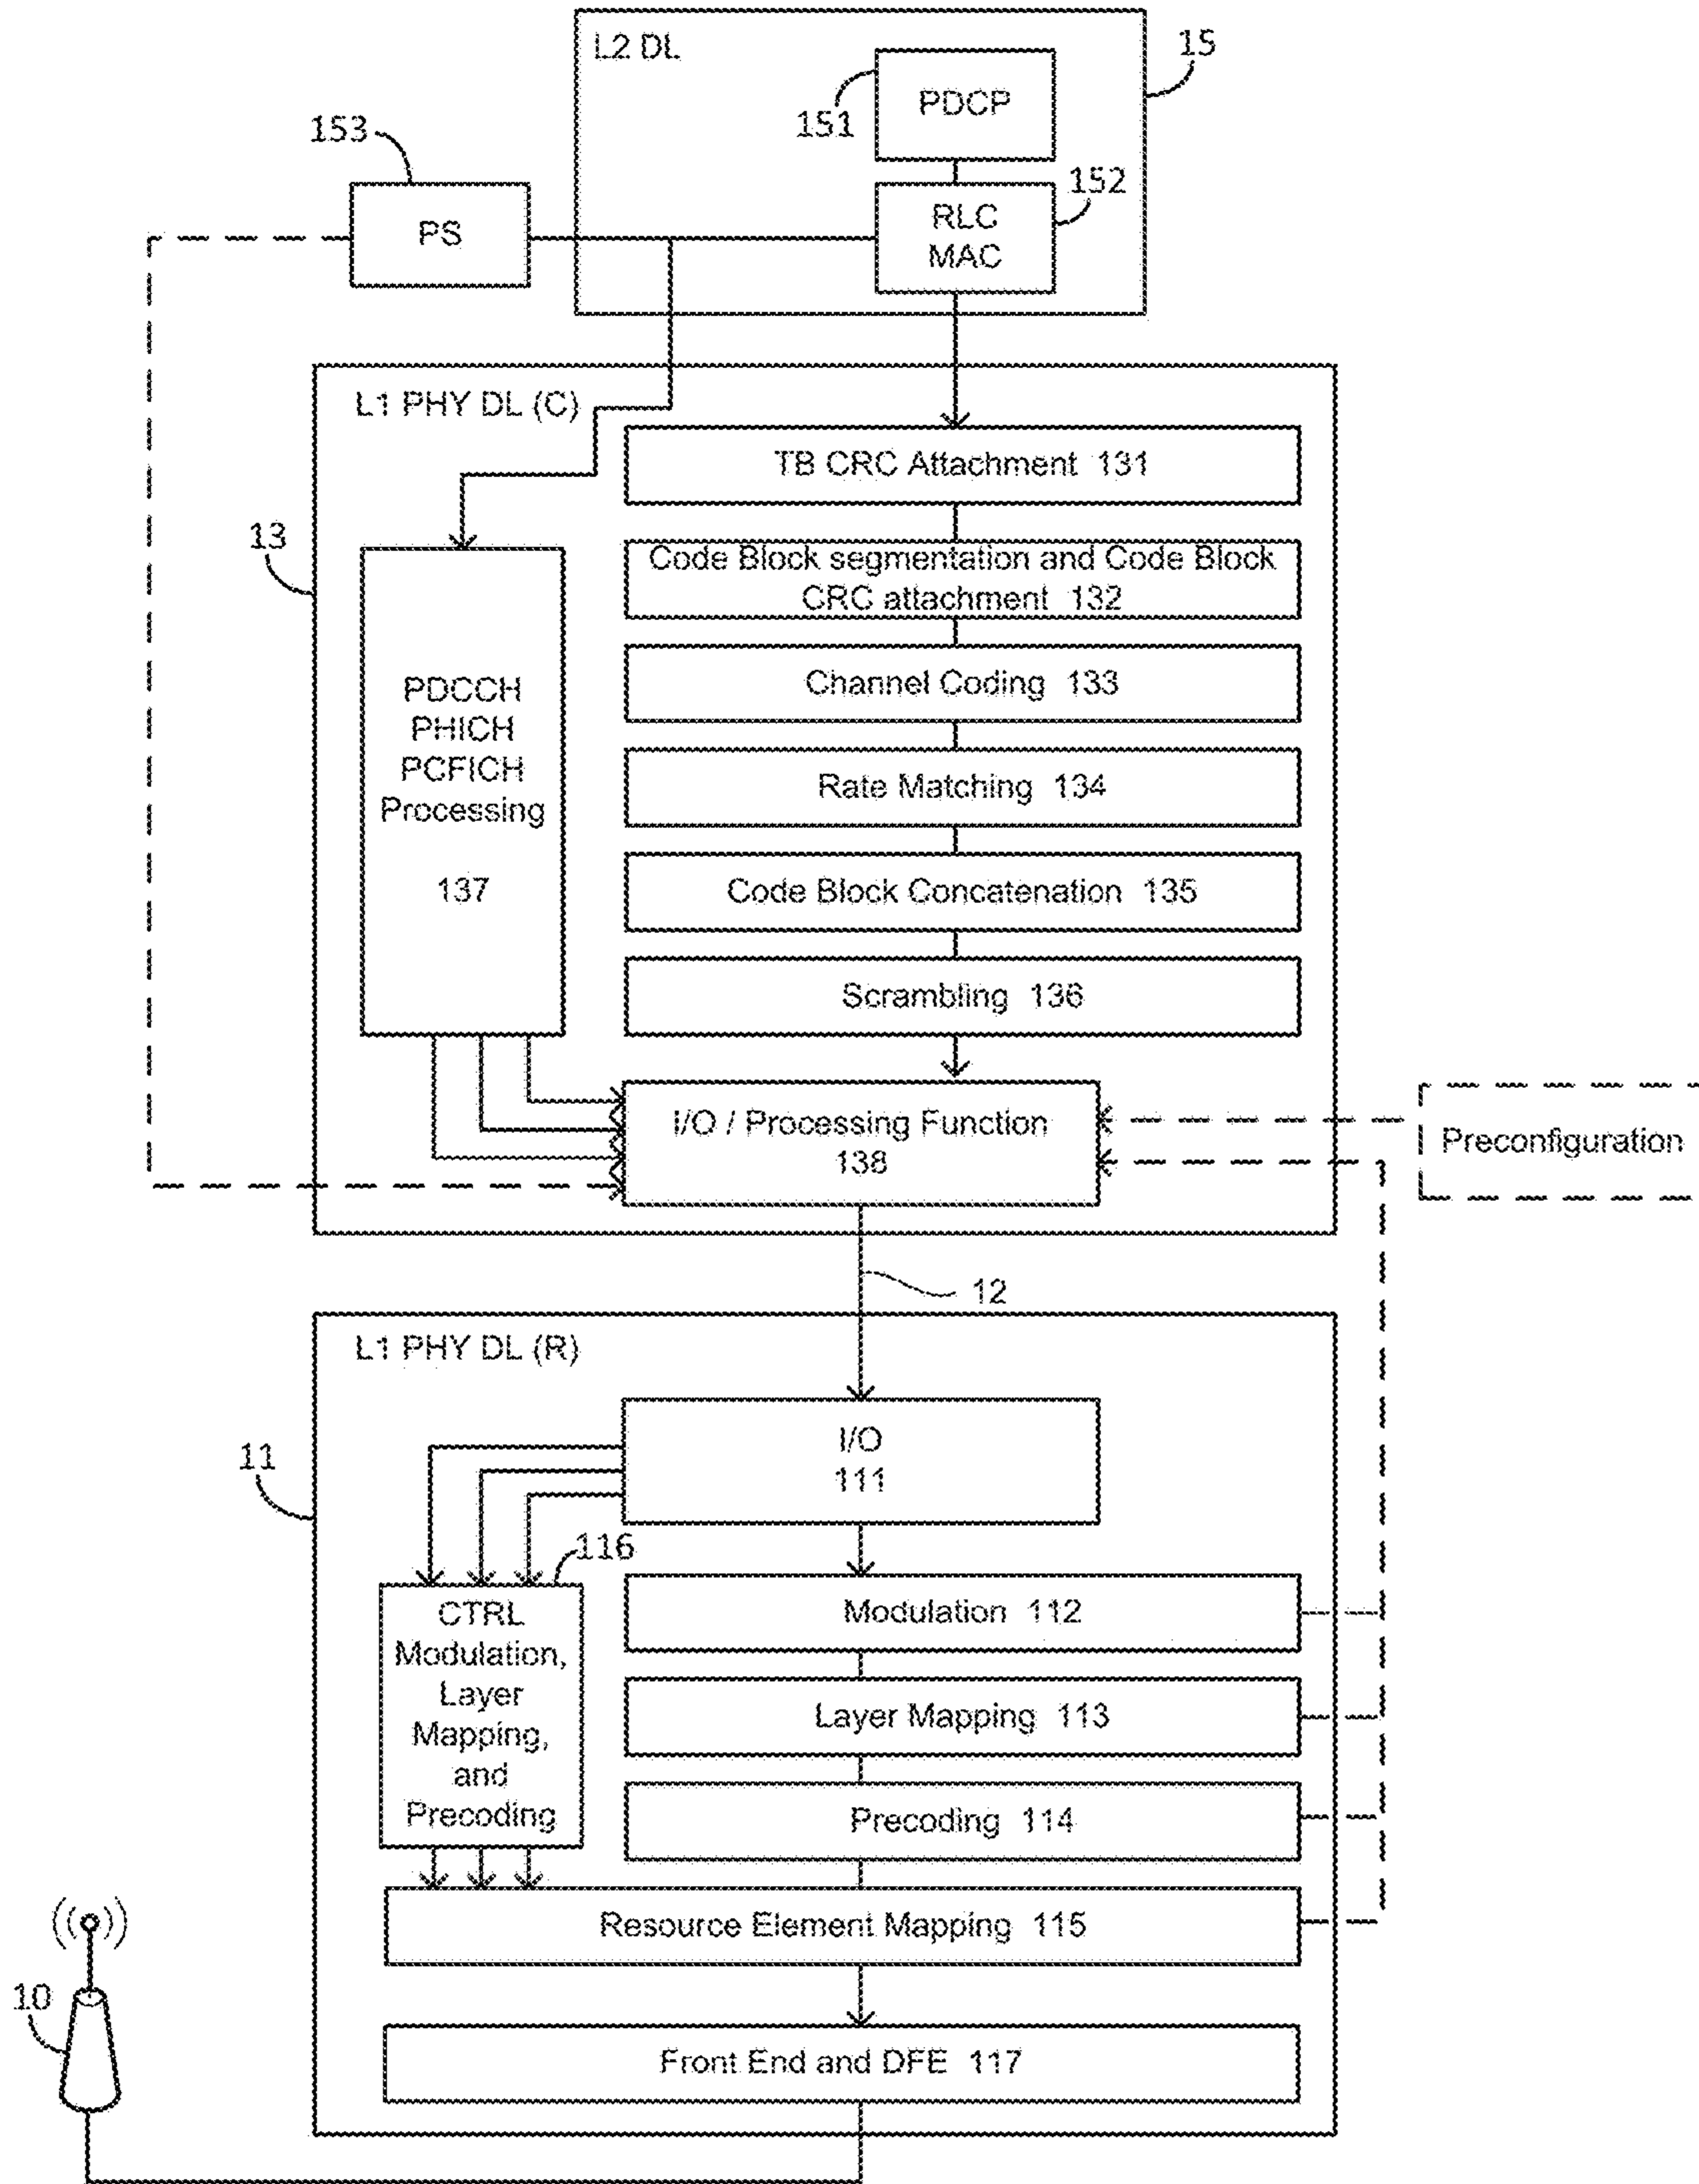 L2 DL
15
PDCP
151
153
152
PS
RLC
MAC
L1 PHY DL (C)
TB CRC Attachment 131
13
Code Block segmentation and Code Block
CRC attachment 132
Channel Coding 133
PDCCH
PHICH
PCFICH
Processing
137
Rate Matching 134
Code Block Concatenation 135
Scrambling 136
I/O / Processing Function
138
Preconfiguration
12
L1 PHY DL (R)
I/O
111
11
116
CTRL
Modulation,
Layer
Mapping,
and
Precoding
Modulation 112
Layer Mapping 113
Precoding 114
Resource Element Mapping 115
10
Front End and DFE 117